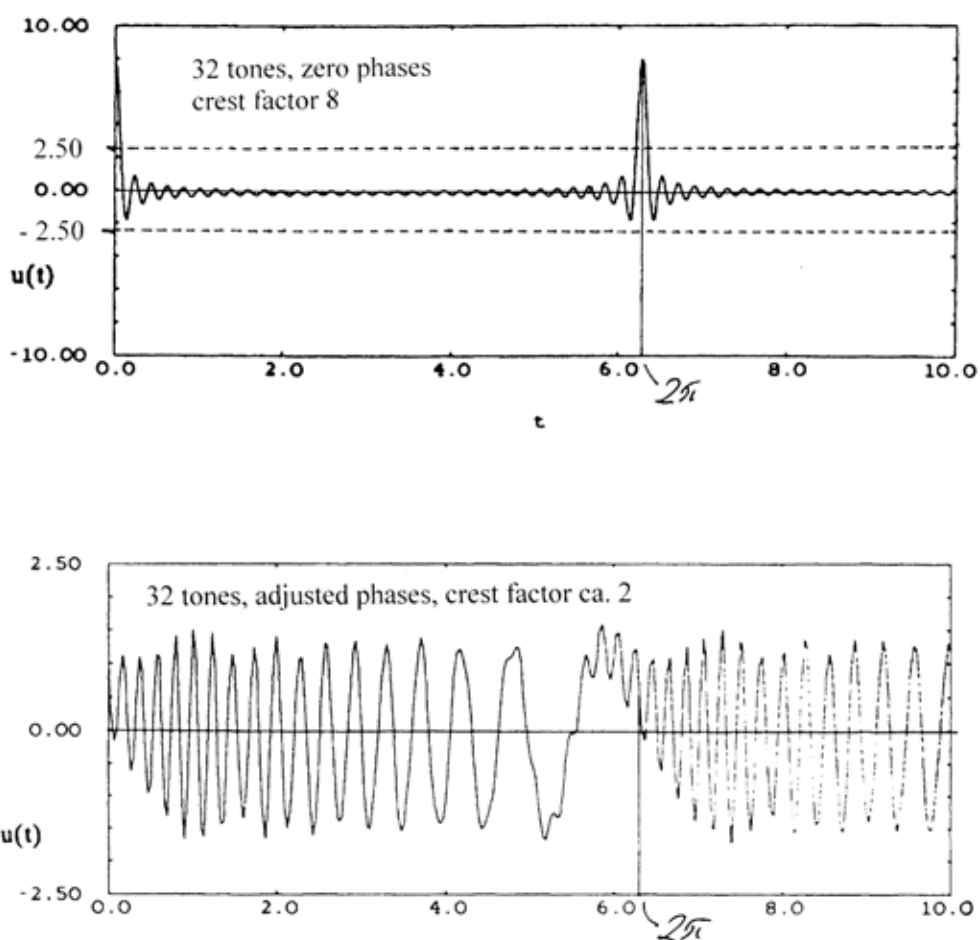 10.00
32 tones, zero phases
crest factor 8
2.50
0.00
- 2.50
u(t)
-10.00
0.0 2.0 4.0 6.0 8.0 10.0
2π
t
2.50
32 tones, adjusted phases, crest factor ca. 2
0.00
u(t)
-2.50
0.0 2.0 4.0 6.0 8.0 10.0
2π